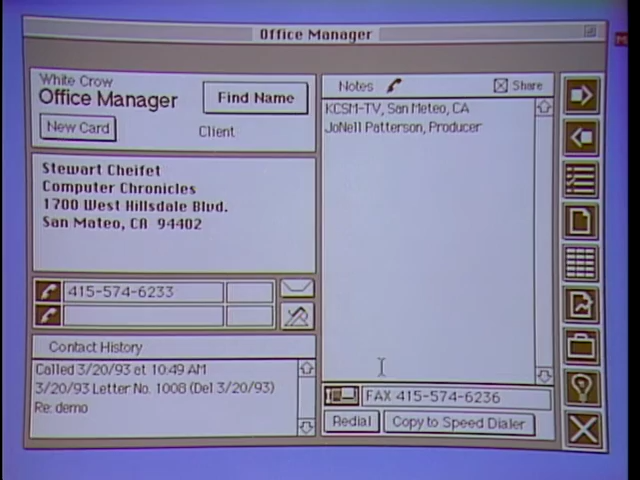 Office Manager
White Crow
Office Manager
Find Name
New Card
Client
Stewart Cheifet
Computer Chronicles
1700 West Hillsdale Blvd.
San Mateo, CA 94402
415-574-6233
Contact History
Called 3/20/93 at 10:49 AM
3/20/93 Letter No. 1008 (Del 3/20/93)
Re: demo
Notes
Share
KCSM-TV, San Meteo, CA
JoNell Patterson, Producer
FAX 415-574-6236
Redial
Copy to Speed Dialer